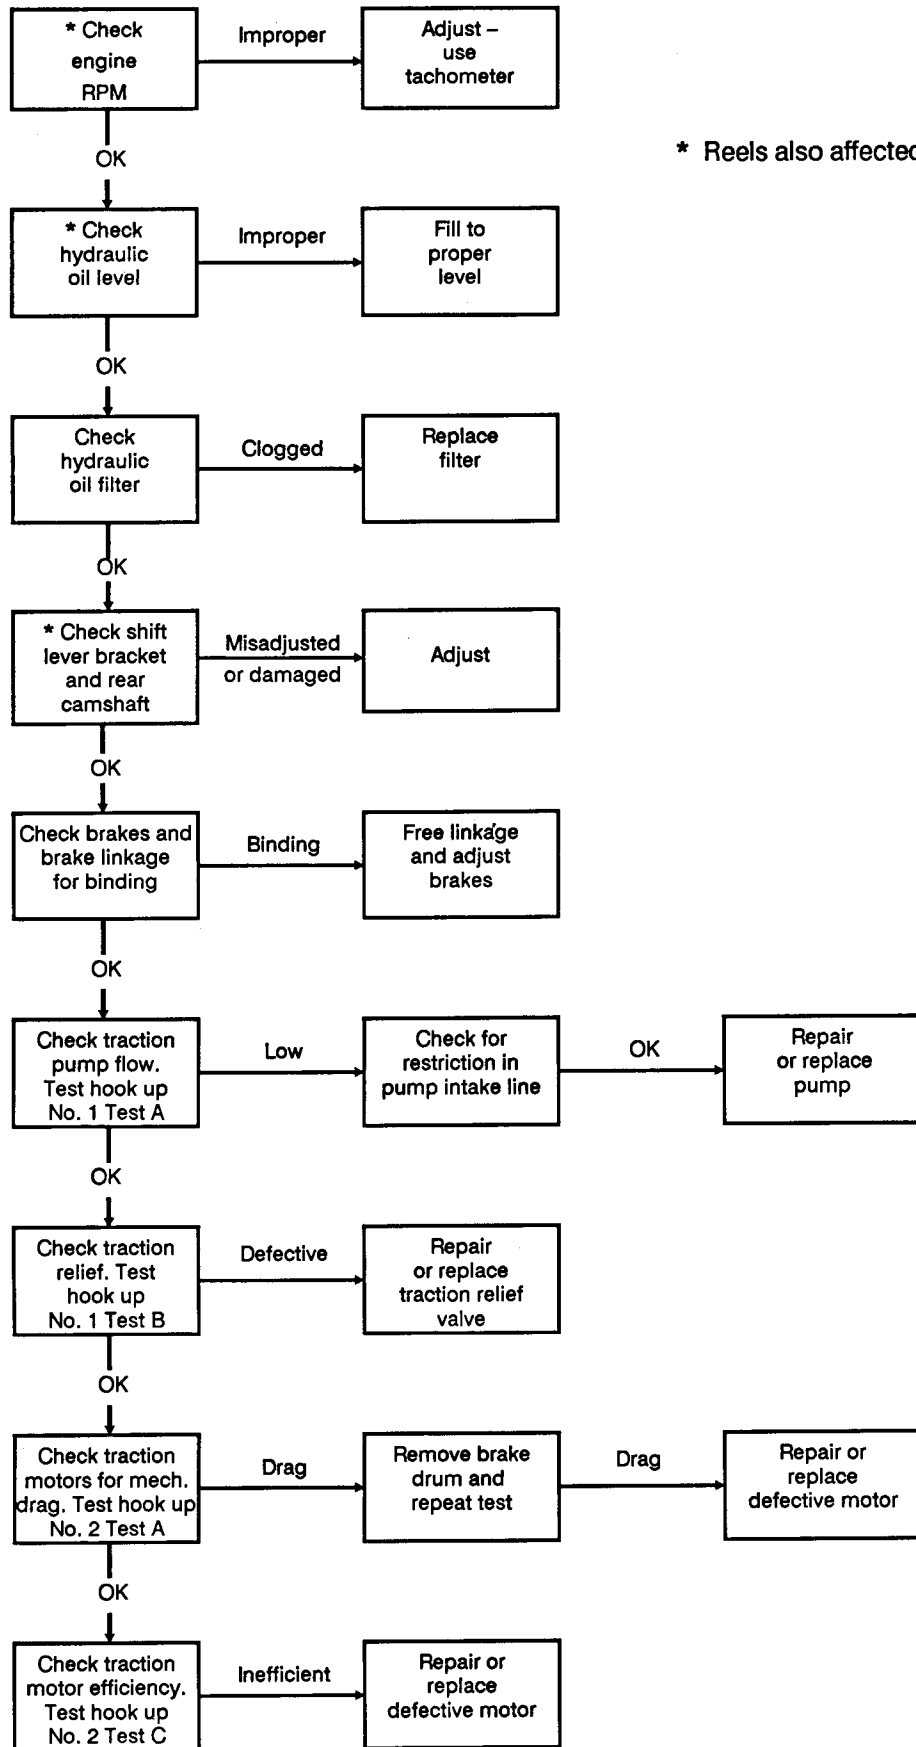 * Check
engine
RPM
Improper
Adjust –
use
tachometer
* Reels also affected
OK
* Check
hydraulic
oil level
Improper
Fill to
proper
level
OK
Check
hydraulic
oil filter
Clogged
Replace
filter
OK
* Check shift
lever bracket
and rear
camshaft
Misadjusted
or damaged
Adjust
OK
Check brakes and
brake linkage
for binding
Binding
Free linkage
and adjust
brakes
OK
Check traction
pump flow.
Test hook up
No. 1 Test A
Low
Check for
restriction in
pump intake line
OK
Repair
or replace
pump
OK
Check traction
relief. Test
hook up
No. 1 Test B
Defective
Repair
or replace
traction relief
valve
OK
Check traction
motors for mech.
drag. Test hook up
No. 2 Test A
Drag
Remove brake
drum and
repeat test
Drag
Repair or
replace
defective motor
OK
Check traction
motor efficiency.
Test hook up
No. 2 Test C
Inefficient
Repair or
replace
defective motor